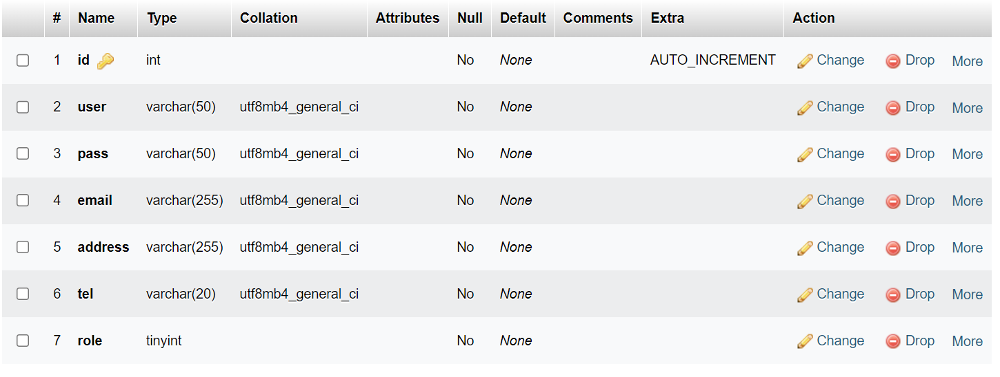 # Name Type Collation Attributes Null Default Comments Extra Action
1 id int No None AUTO_INCREMENT Change Drop More
2 user varchar(50) utf8mb4_general_ci No None Change Drop More
3 pass varchar(50) utf8mb4_general_ci No None Change Drop More
4 email varchar(255) utf8mb4_general_ci No None Change Drop More
5 address varchar(255) utf8mb4_general_ci No None Change Drop More
6 tel varchar(20) utf8mb4_general_ci No None Change Drop More
7 role tinyint No None Change Drop More